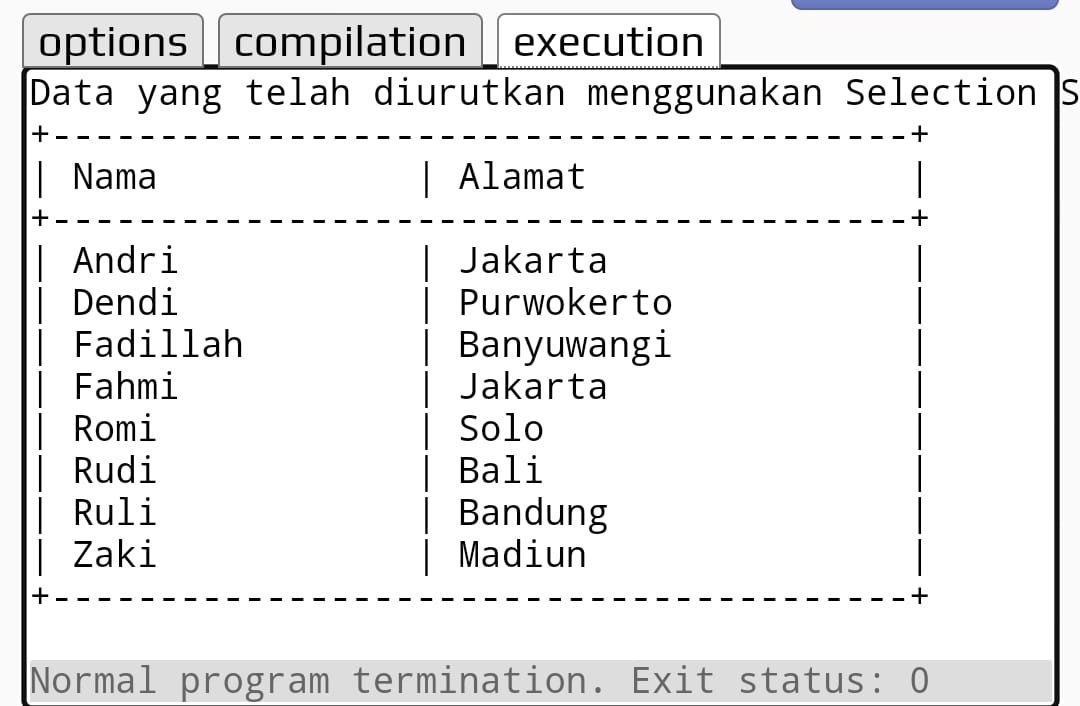 options compilation execution
Data yang telah diurutkan menggunakan Selection S
+----------------------------------------+
| Nama            | Alamat               |
+----------------------------------------+
| Andri           | Jakarta              |
| Dendi           | Purwokerto           |
| Fadillah        | Banyuwangi           |
| Fahmi           | Jakarta              |
| Romi            | Solo                 |
| Rudi            | Bali                 |
| Ruli            | Bandung              |
| Zaki            | Madiun               |
+----------------------------------------+
Normal program termination. Exit status: 0